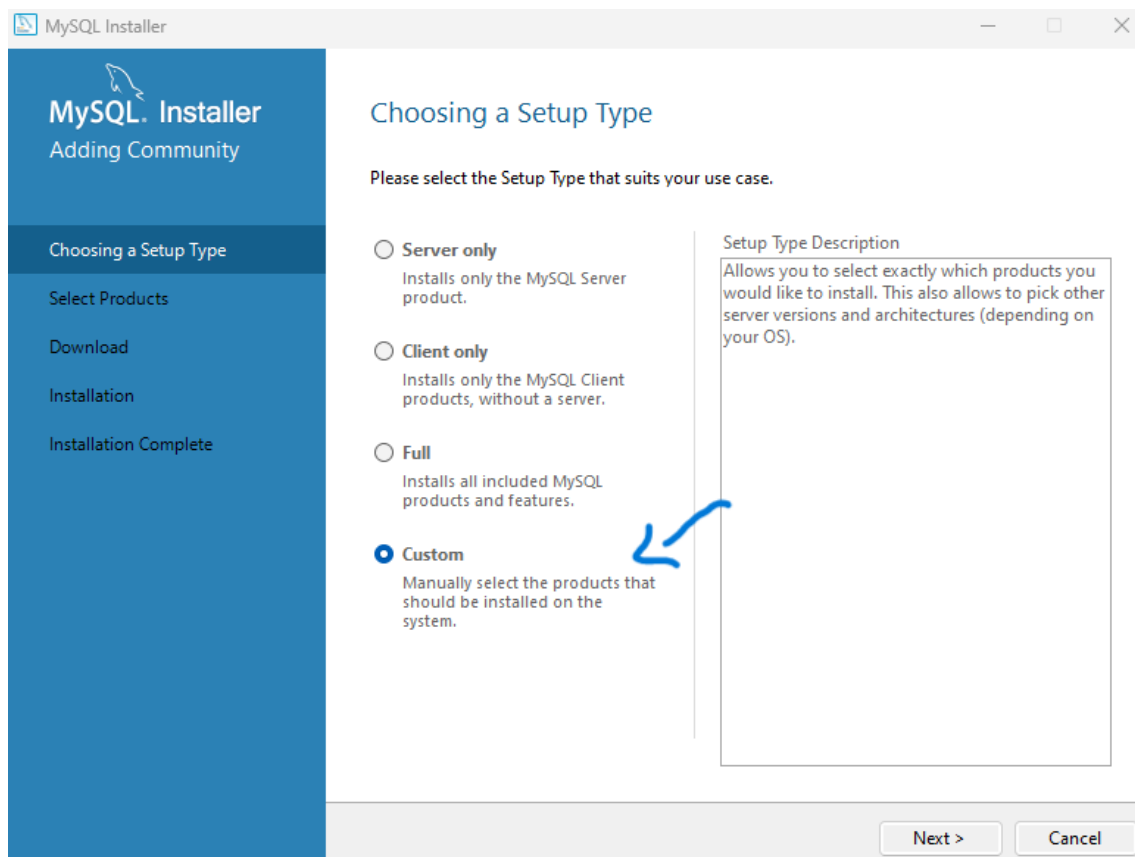 MySQL Installer
MySQL. Installer
Adding Community
Choosing a Setup Type
Select Products
Download
Installation
Installation Complete
Choosing a Setup Type
Please select the Setup Type that suits your use case.
Server only
Installs only the MySQL Server
product.
Client only
Installs only the MySQL Client
products, without a server.
Full
Installs all included MySQL
products and features.
Custom
Manually select the products that
should be installed on the
system.
Setup Type Description
Allows you to select exactly which products you
would like to install. This also allows to pick other
server versions and architectures (depending on
your OS).
Next >
Cancel